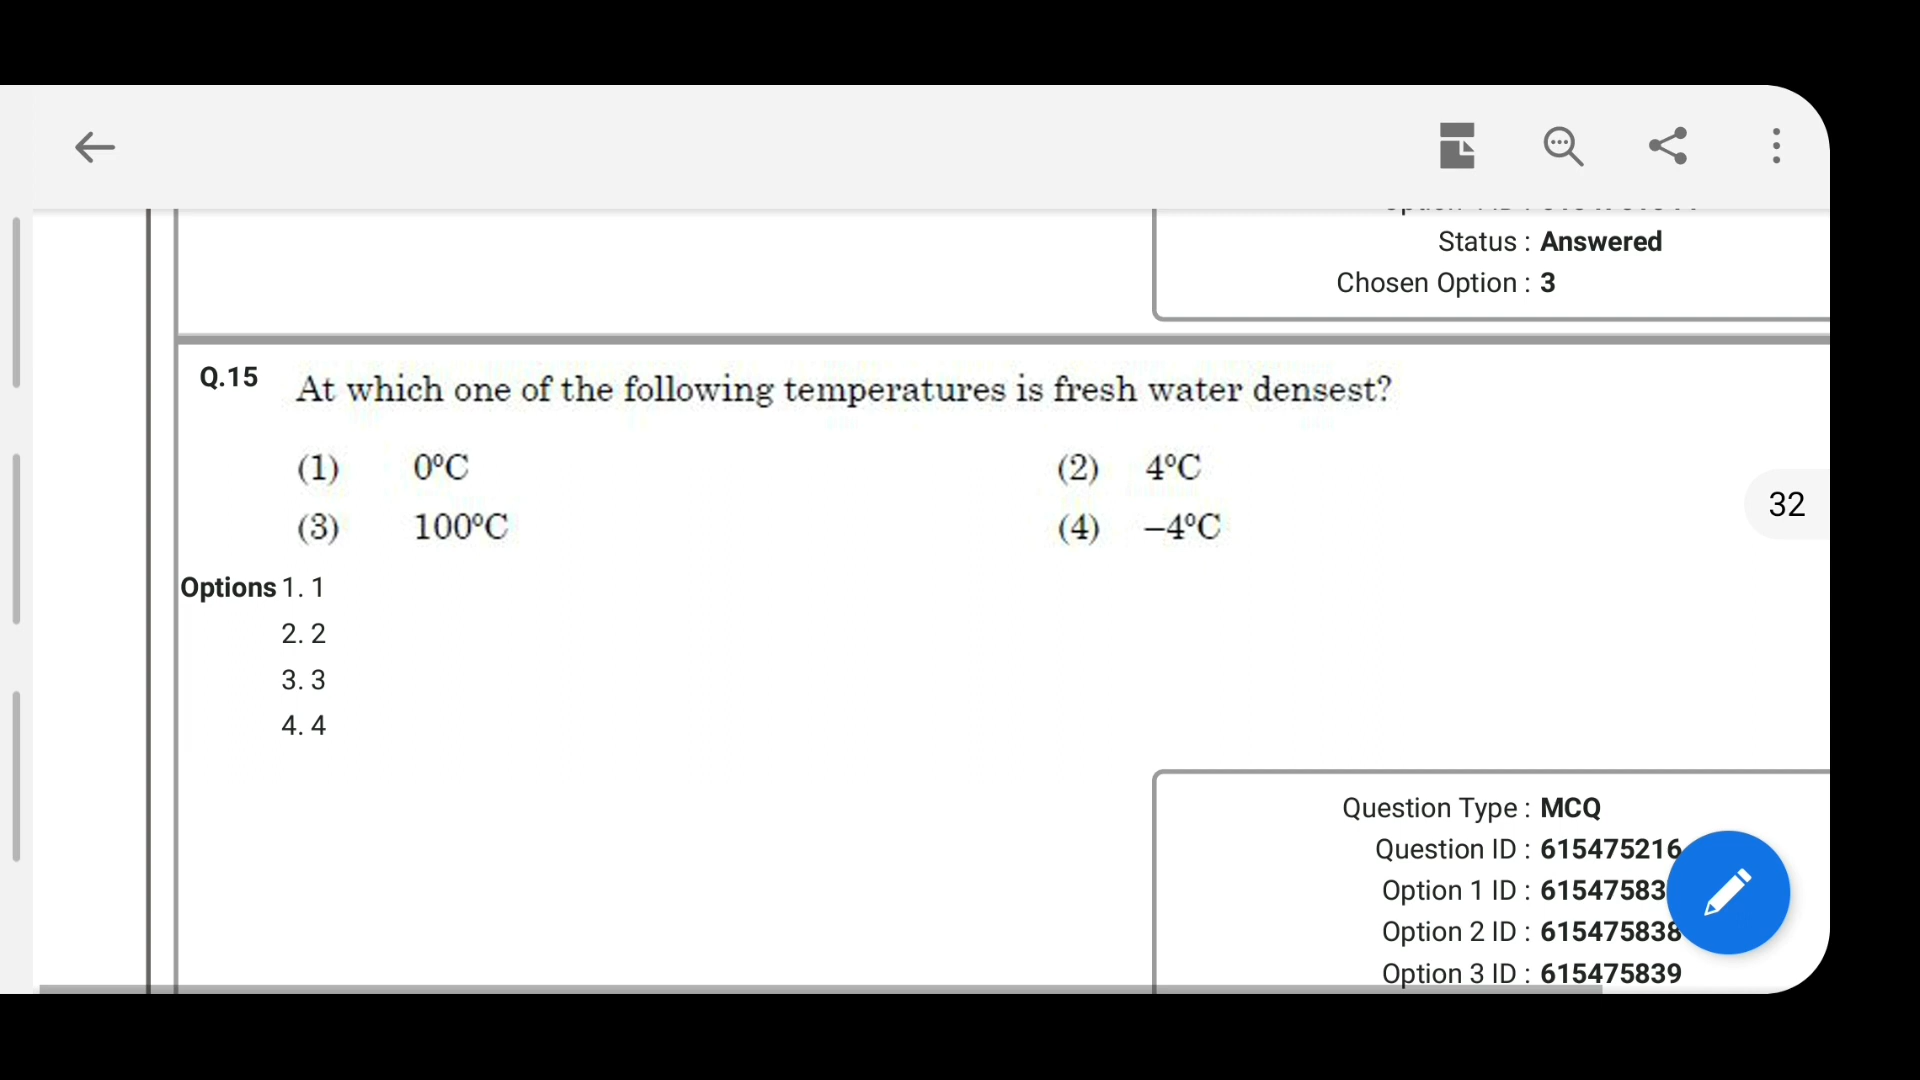 Status : Answered
Chosen Option : 3
Q.15 At which one of the following temperatures is fresh water densest?
(1) 0°C (2) 4°C
(3) 100°C (4) –4°C
32
Options 1. 1
2. 2
3. 3
4. 4
Question Type : MCQ
Question ID : 615475216
Option 1 ID : 61547583
Option 2 ID : 615475838
Option 3 ID : 615475839